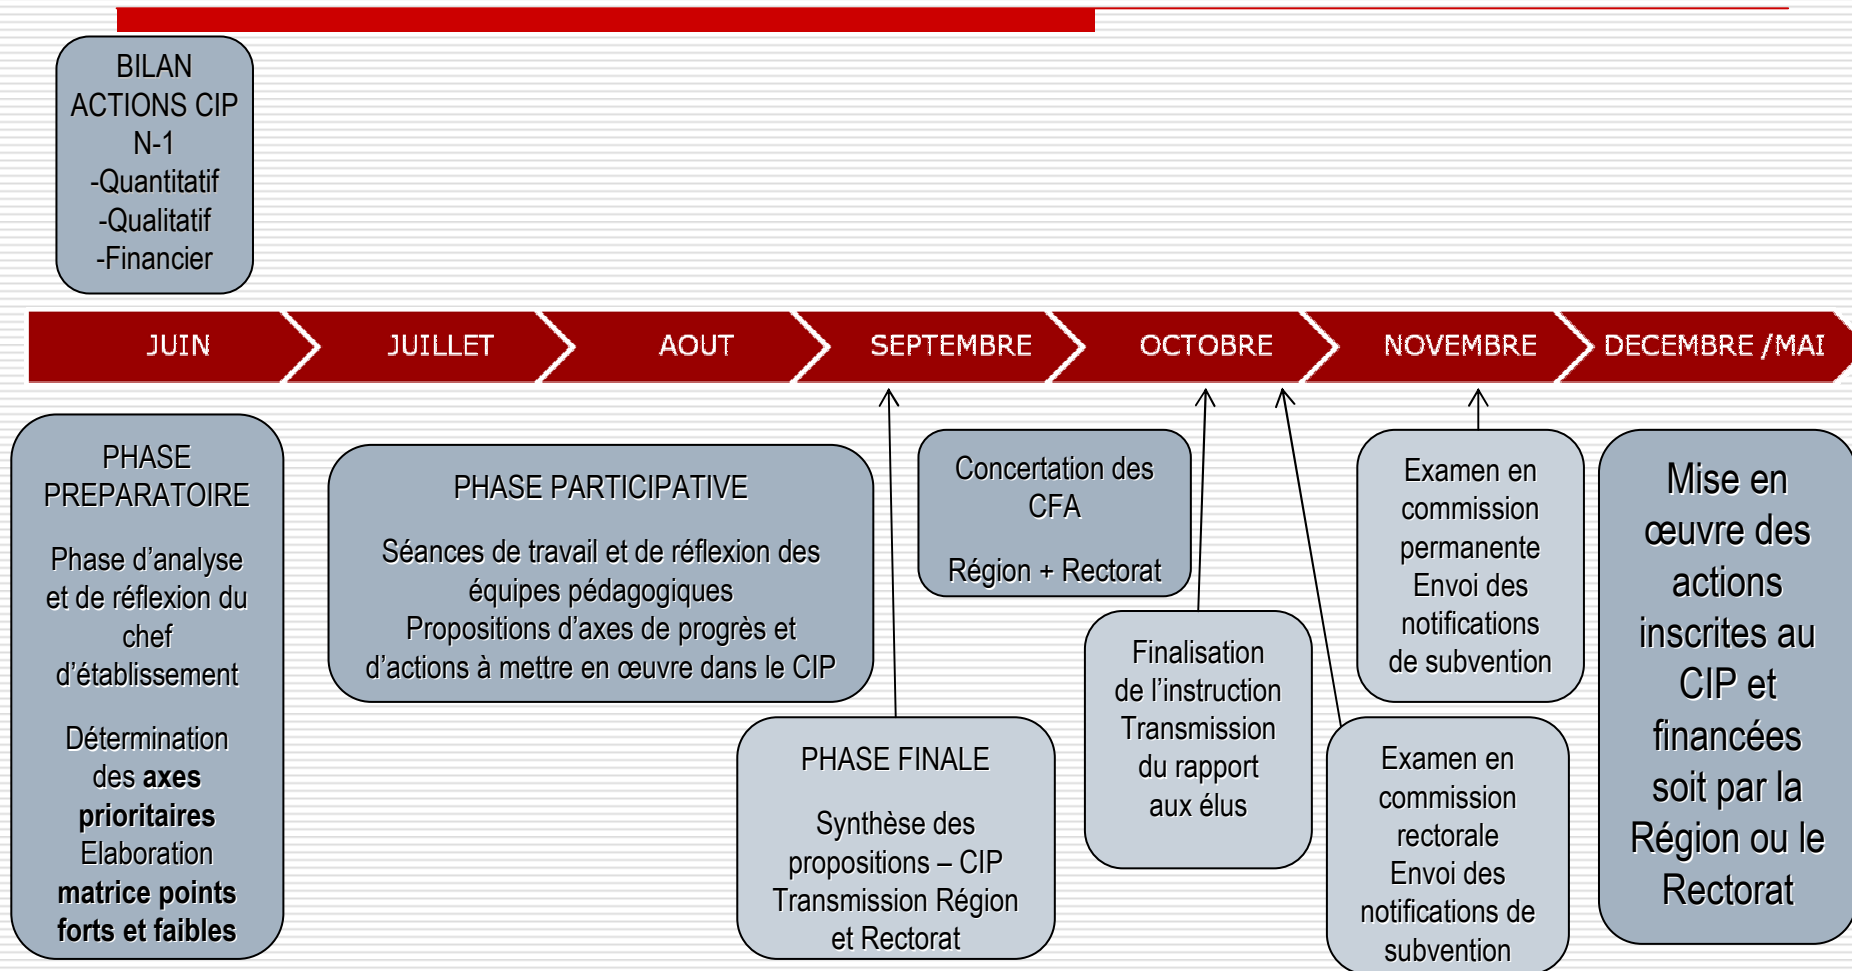 BILAN
ACTIONS CIP
N-1
-Quantitatif
-Qualitatif
-Financier
JUIN
JUILLET
AOUT
SEPTEMBRE
OCTOBRE
NOVEMBRE
DECEMBRE /MAI
PHASE
PREPARATOIRE
Phase d’analyse
et de réflexion du
chef
d’établissement
Détermination
des axes
prioritaires
Elaboration
matrice points
forts et faibles
PHASE PARTICIPATIVE
Séances de travail et de réflexion des
équipes pédagogiques
Propositions d’axes de progrès et
d’actions à mettre en œuvre dans le CIP
PHASE FINALE
Synthèse des
propositions – CIP
Transmission Région
et Rectorat
Concertation des
CFA
Région + Rectorat
Finalisation
de l’instruction
Transmission
du rapport
aux élus
Examen en
commission
rectorale
Envoi des
notifications de
subvention
Examen en
commission
permanente
Envoi des
notifications
de subvention
Mise en
œuvre des
actions
inscrites au
CIP et
financées
soit par la
Région ou le
Rectorat